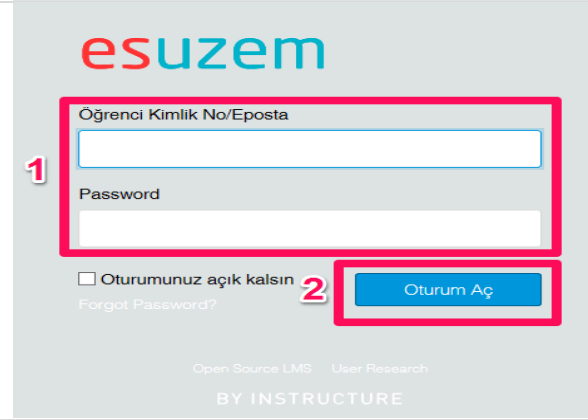 esuzem
Öğrenci Kimlik No/Eposta
1
Password
Oturumunuz açık kalsın
2
Oturum Aç
Forgot Password?
Open Source LMS User Research
BY INSTRUCTURE